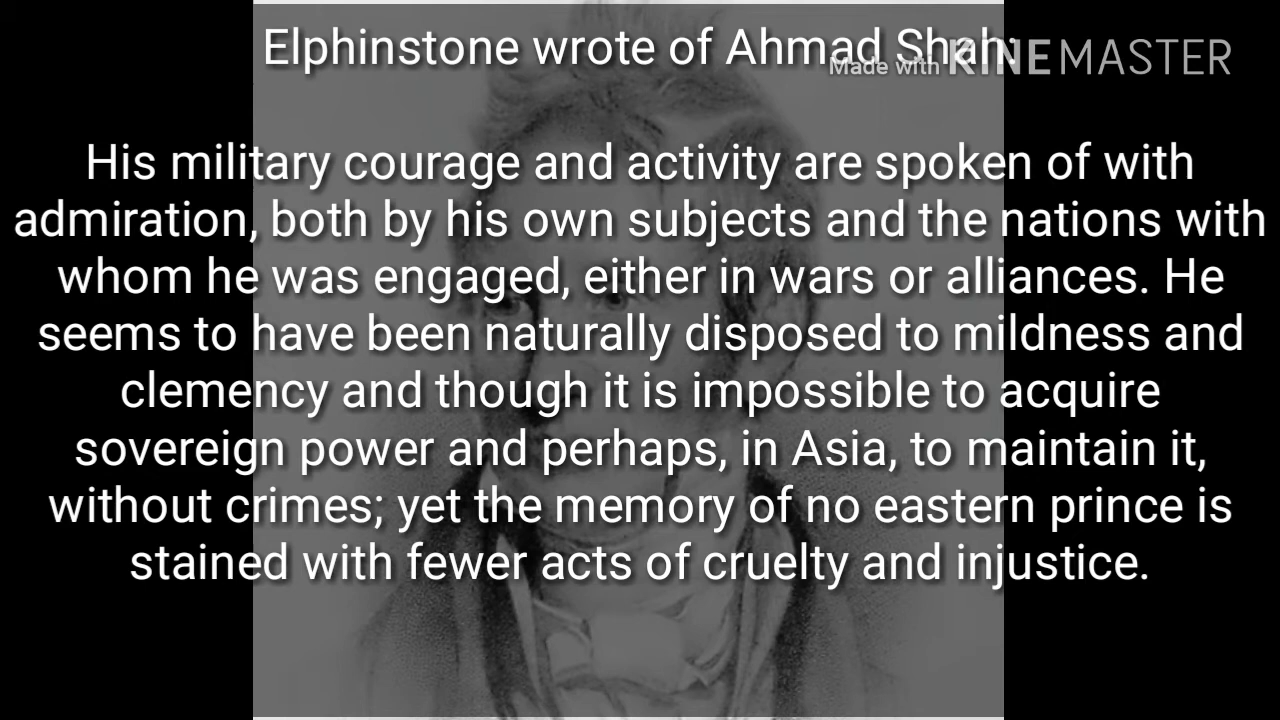 Elphinstone wrote of Ahmad Shah:
Made with KINEMASTER
His military courage and activity are spoken of with
admiration, both by his own subjects and the nations with
whom he was engaged, either in wars or alliances. He
seems to have been naturally disposed to mildness and
clemency and though it is impossible to acquire
sovereign power and perhaps, in Asia, to maintain it,
without crimes; yet the memory of no eastern prince is
stained with fewer acts of cruelty and injustice.